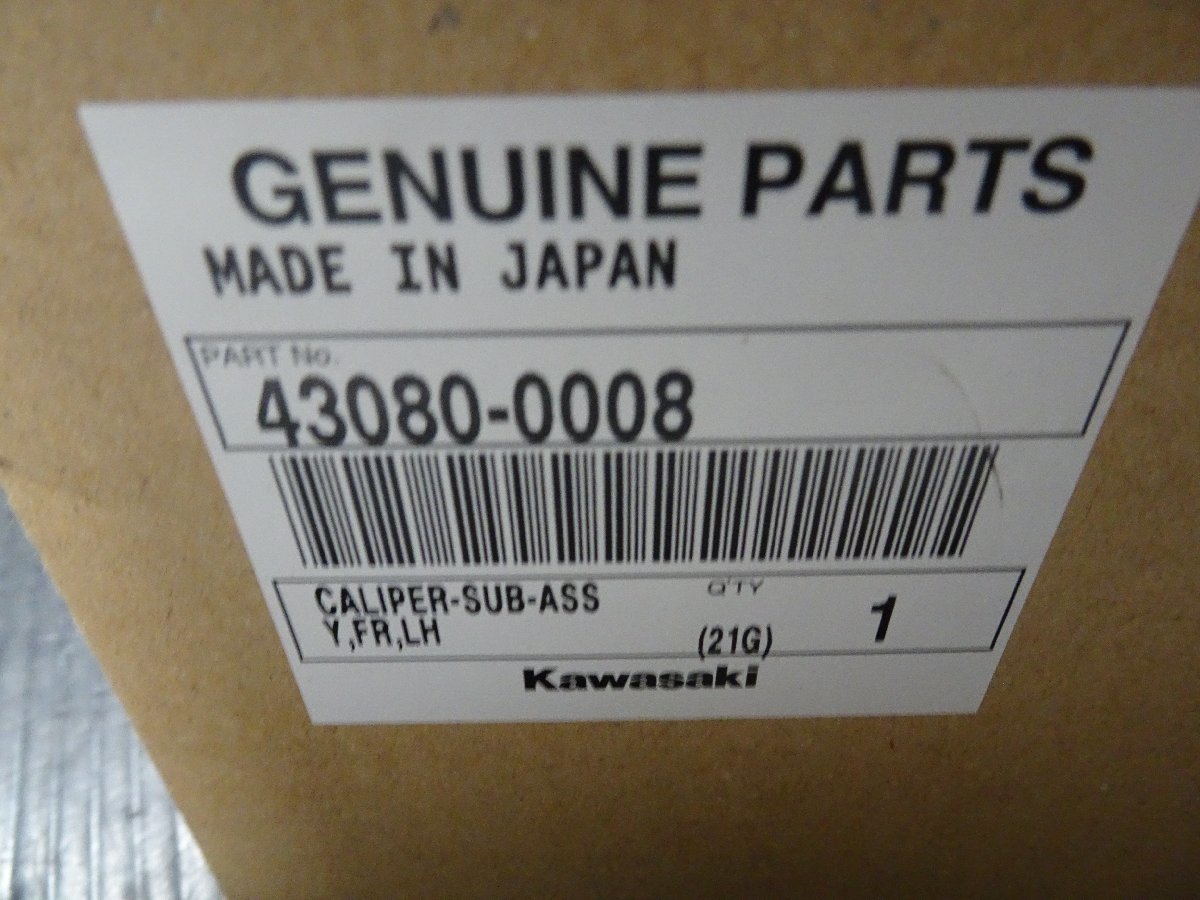 GENUINE PARTS
MADE IN JAPAN
PART No.
43080-0008
CALIPER-SUB-ASS Q'TY
Y,FR,LH (21G) 1
Kawasaki